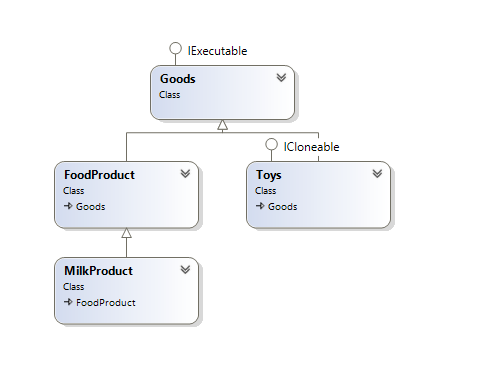 IExecutable
Goods
Class
ICloneable
FoodProduct
Class
Goods
Toys
Class
Goods
MilkProduct
Class
FoodProduct